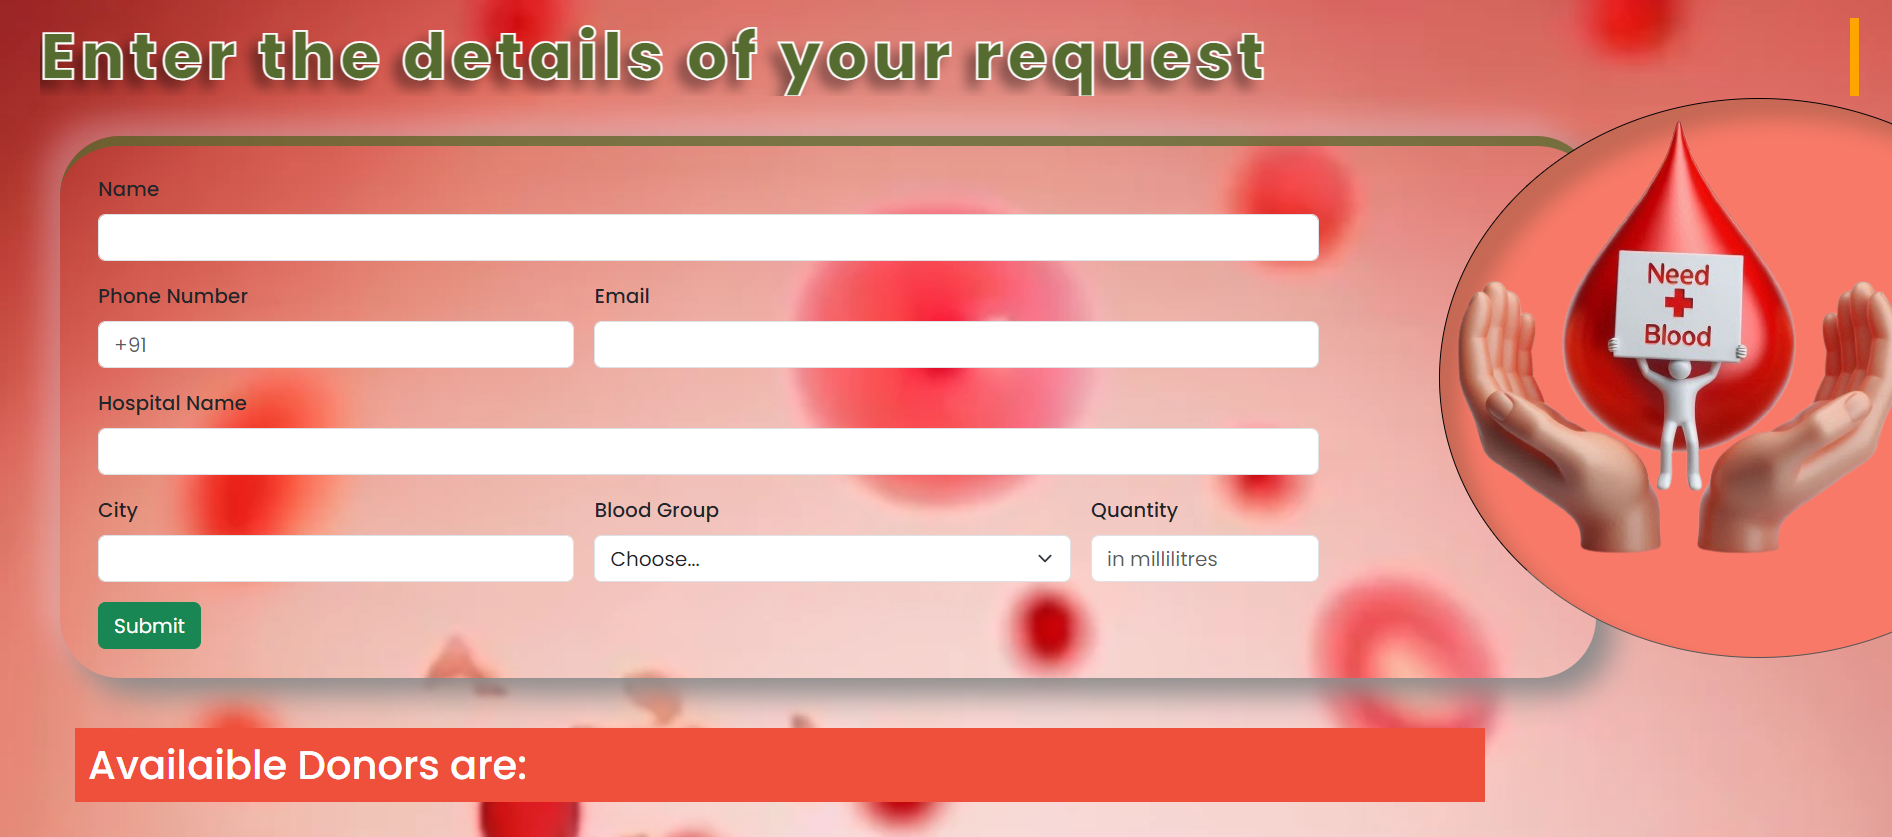 Enter the details of your request
Name
Phone Number Email
+91
Hospital Name
City Blood Group Quantity
Choose... in millilitres
Submit
Need
Blood
Availaible Donors are: